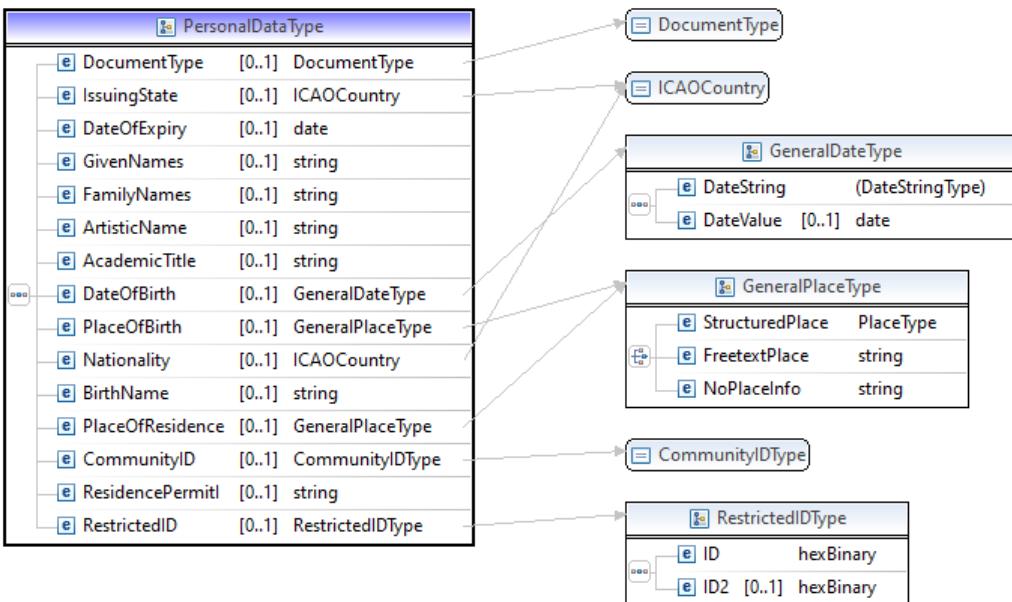 PersonalDataType
DocumentType [0..1] DocumentType
IssuingState [0..1] ICAOCountry
DateOfExpiry [0..1] date
GivenNames [0..1] string
FamilyNames [0..1] string
ArtisticName [0..1] string
AcademicTitle [0..1] string
DateOfBirth [0..1] GeneralDateType
PlaceOfBirth [0..1] GeneralPlaceType
Nationality [0..1] ICAOCountry
BirthName [0..1] string
PlaceOfResidence [0..1] GeneralPlaceType
CommunityID [0..1] CommunityIDType
ResidencePermitI [0..1] string
RestrictedID [0..1] RestrictedIDType
DocumentType
ICAOCountry
GeneralDateType
DateString (DateStringType)
DateValue [0..1] date
GeneralPlaceType
StructuredPlace PlaceType
FreetextPlace string
NoPlaceInfo string
CommunityIDType
RestrictedIDType
ID hexBinary
ID2 [0..1] hexBinary